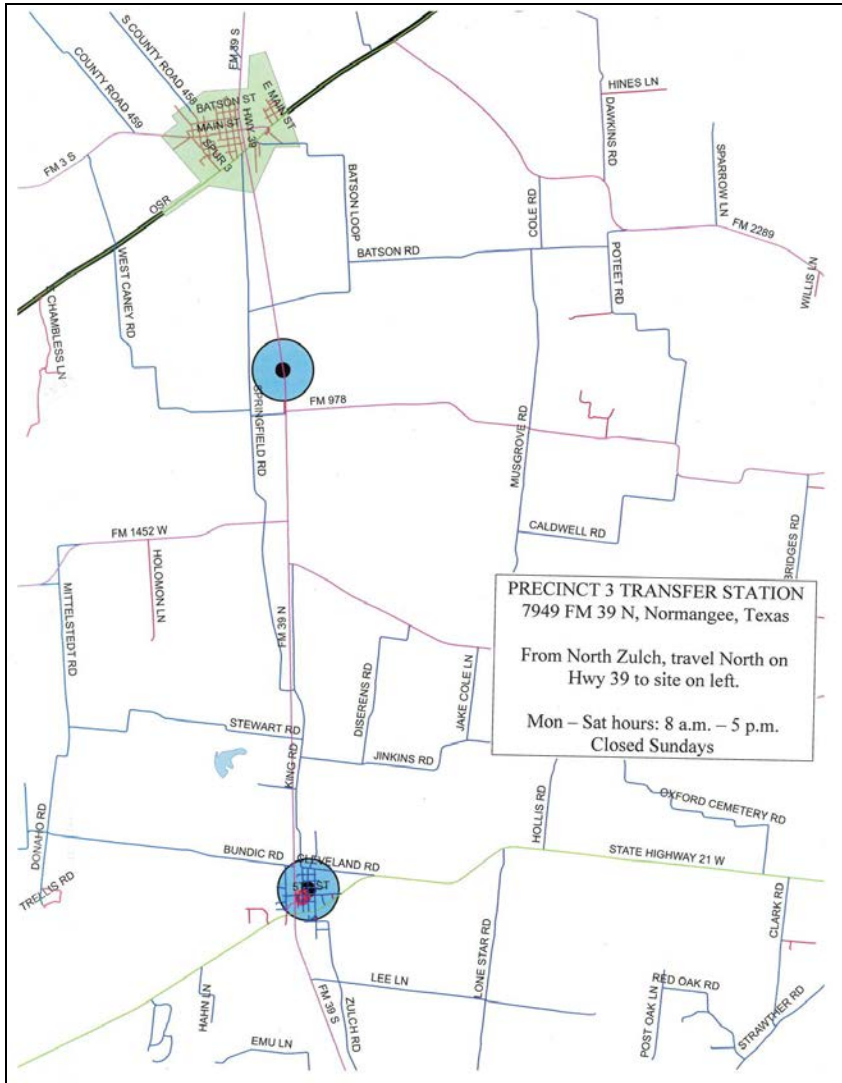 S COUNTY ROAD 458
FM 39 S
COUNTY ROAD 459
BATSON ST
E MAIN ST
MAIN ST
HWY 39
SPUR 3
FM 3 S
OSR
HINES LN
DAWKINS RD
SPARROW LN
BATSON LOOP
COLE RD
FM 2289
BATSON RD
POTEET RD
WILLIS LN
WEST CANEY RD
CHAMBLESS LN
SPRINGFIELD RD
FM 978
MUSGROVE RD
FM 1452 W
CALDWELL RD
BRIDGES RD
HOLOMON LN
MITTELSTEDT RD
FM 39 N
PRECINCT 3 TRANSFER STATION
7949 FM 39 N, Normangee, Texas
From North Zulch, travel North on
Hwy 39 to site on left.
Mon – Sat hours: 8 a.m. – 5 p.m.
Closed Sundays
DISERENS RD
JAKE COLE LN
STEWART RD
KING RD
JINKINS RD
HOLLIS RD
OXFORD CEMETERY RD
DONAHO RD
BUNDIC RD
CLEVELAND RD
STATE HIGHWAY 21 W
TRELLIS RD
CLARK RD
LONE STAR RD
HAHN LN
FM 39 S
ZULCH RD
LEE LN
POST OAK LN
RED OAK RD
STRAWTHER RD
EMU LN